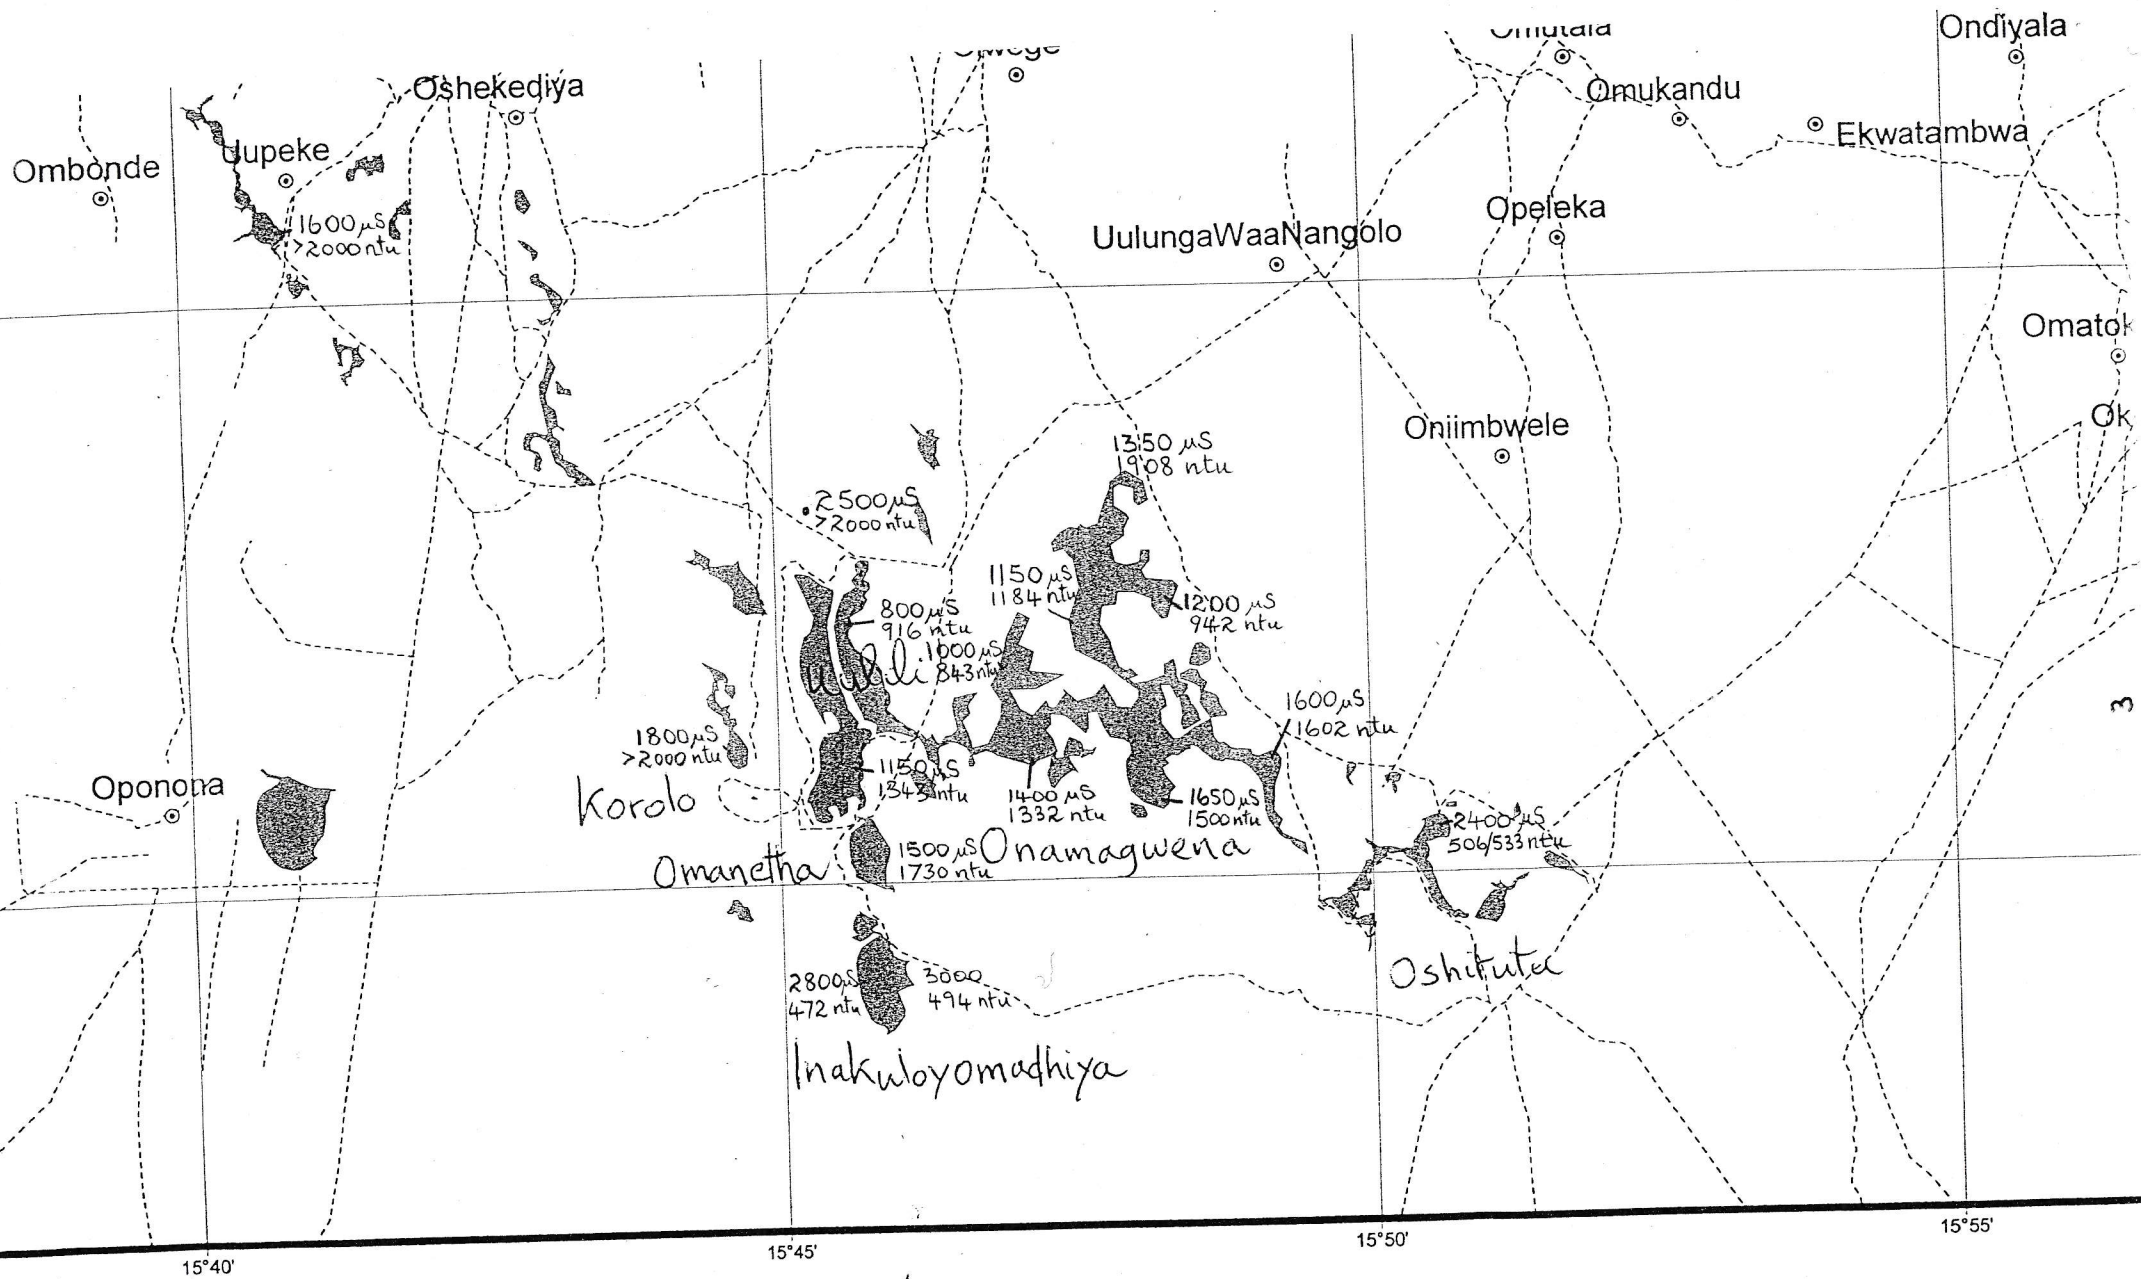 Ondiyala
Oshekediya
Omukandu
Ekwatambwa
Uupeke
Ombonde
1600 µS
>2000 ntu
Opeleka
UulungaWaaNangolo
Omatok
Ok
Oniimbwele
1350 µS
1908 ntu
2500 µS
>2000 ntu
1150 µS
1184 ntu
1200 µS
942 ntu
800 µS
916 ntu
1000 µS
843 ntu
Uulili
1600 µS
1602 ntu
1800 µS
>2000 ntu
3
1150 µS
1343 ntu
Oponona
Korolo
1400 µS
1332 ntu
1650 µS
1500 ntu
2400 µS
506/533 ntu
Onamagwena
Omanetha
1500 µS
1730 ntu
Oshituta
2800 µS
472 ntu
3000
494 ntu
Inakuloyomadhiya
15°40'
15°45'
15°50'
15°55'